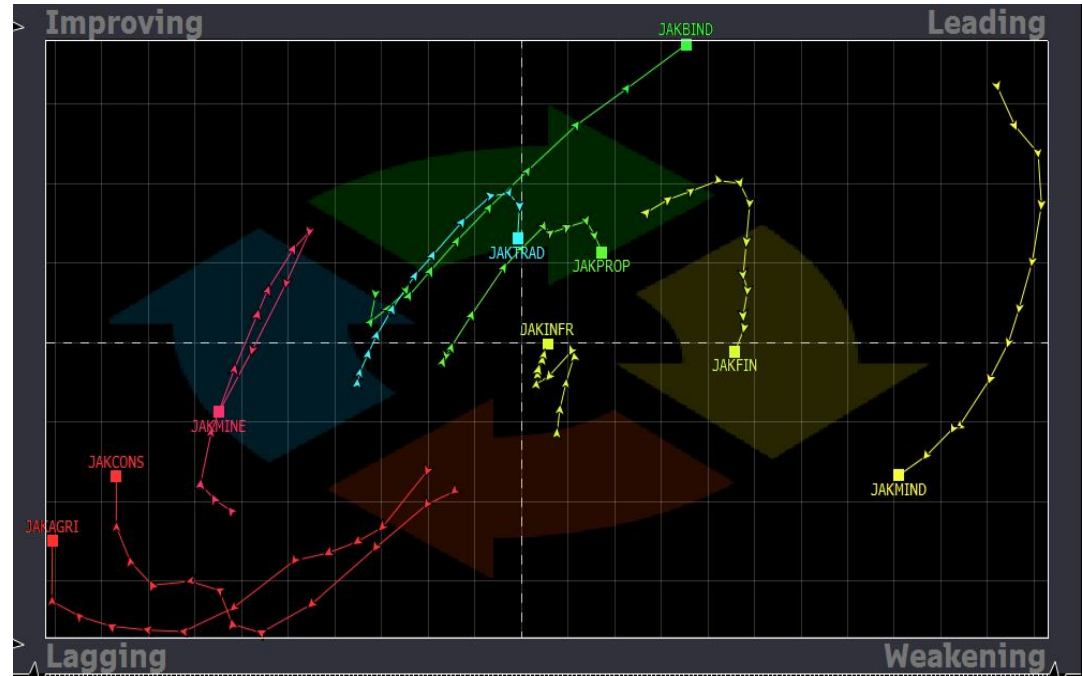 Improving
Leading
JAKBIND
JAKTRAD
JAKPROP
JAKINFR
JAKFIN
JAKMINE
JAKCONS
JAKMIND
JAKAGRI
Lagging
Weakening